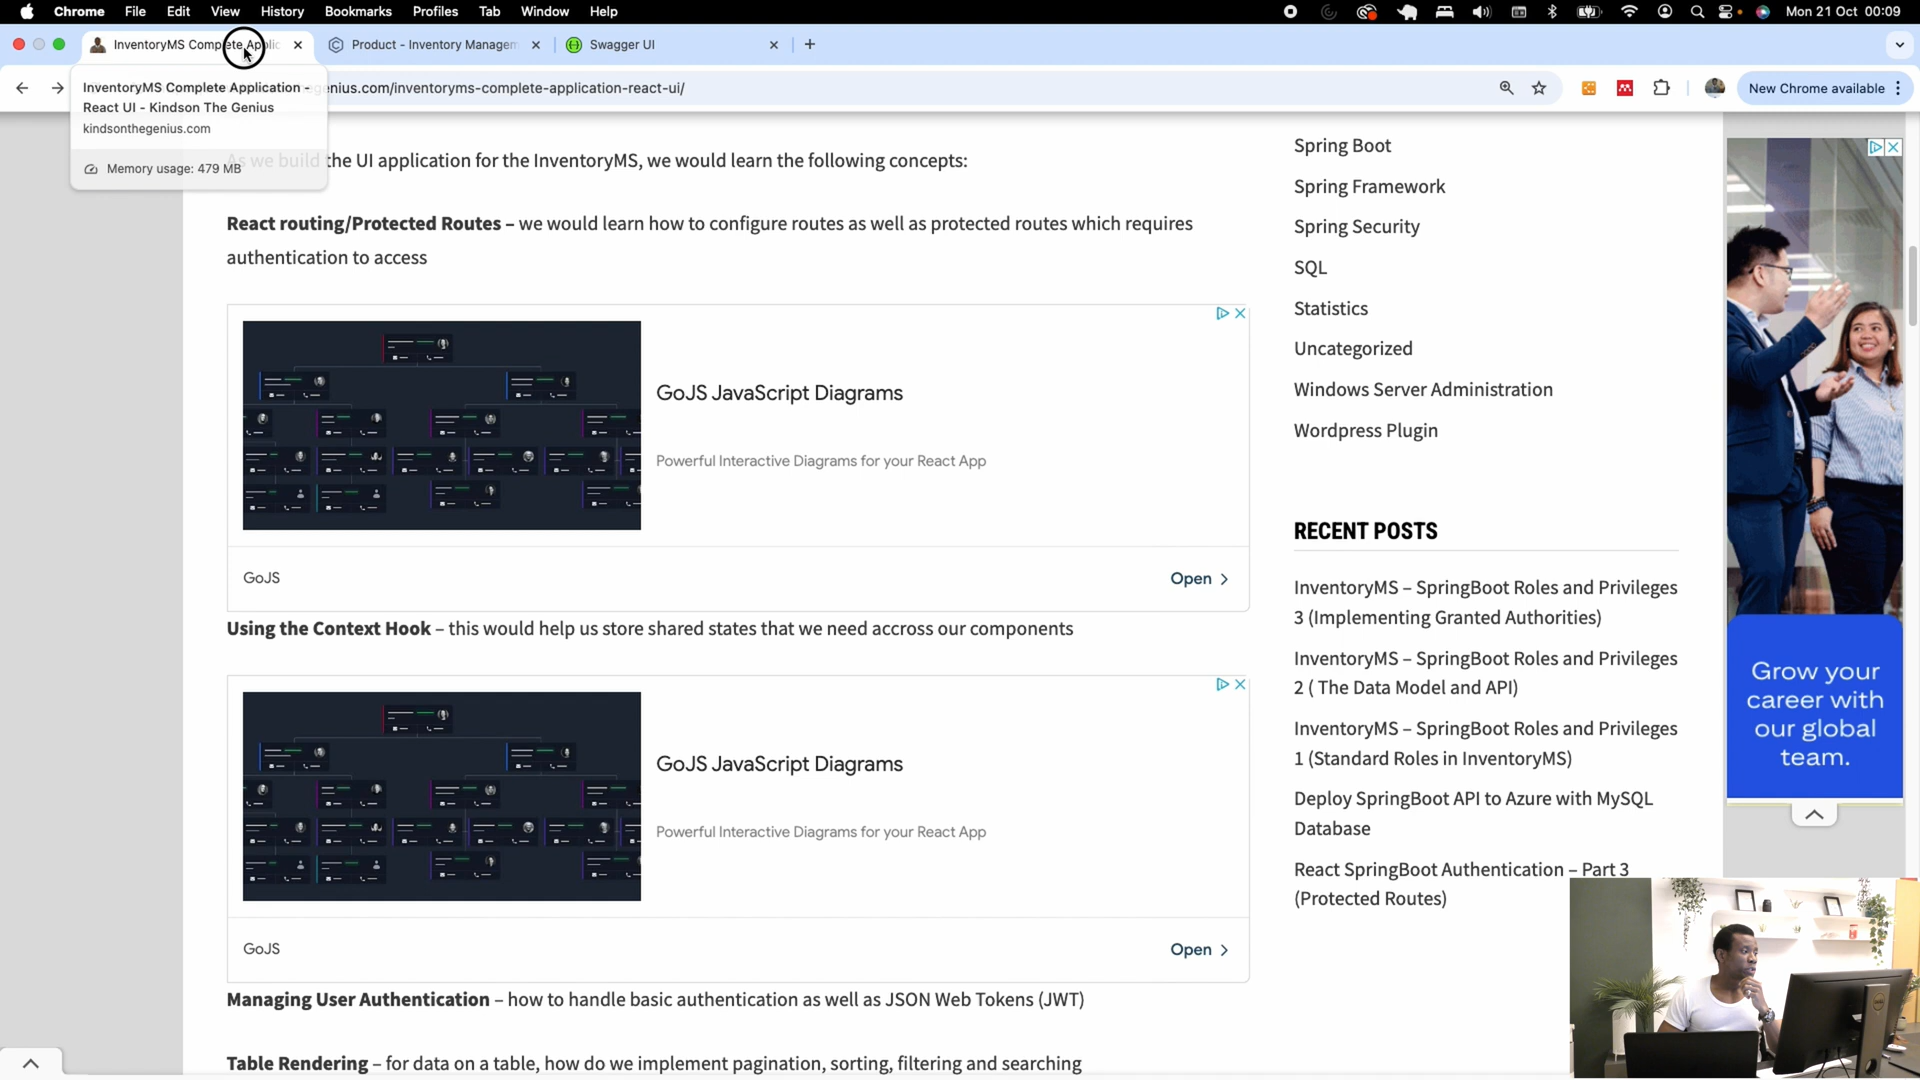 Chrome File Edit View History Bookmarks Profiles Tab Window Help Mon 21 Oct 00:09
InventoryMS Complete Applic Product - Inventory Managem Swagger UI
enius.com/inventoryms-complete-application-react-ui/ New Chrome available
InventoryMS Complete Application -
React UI - Kindson The Genius
kindsonthegenius.com
Memory usage: 479 MB
As we build the UI application for the InventoryMS, we would learn the following concepts:
React routing/Protected Routes – we would learn how to configure routes as well as protected routes which requires
authentication to access
GoJS JavaScript Diagrams
Powerful Interactive Diagrams for your React App
GoJS Open
Using the Context Hook – this would help us store shared states that we need accross our components
GoJS JavaScript Diagrams
Powerful Interactive Diagrams for your React App
GoJS Open
Managing User Authentication – how to handle basic authentication as well as JSON Web Tokens (JWT)
Table Rendering – for data on a table, how do we implement pagination, sorting, filtering and searching
Spring Boot
Spring Framework
Spring Security
SQL
Statistics
Uncategorized
Windows Server Administration
Wordpress Plugin
RECENT POSTS
InventoryMS – SpringBoot Roles and Privileges
3 (Implementing Granted Authorities)
InventoryMS – SpringBoot Roles and Privileges
2 ( The Data Model and API)
InventoryMS – SpringBoot Roles and Privileges
1 (Standard Roles in InventoryMS)
Deploy SpringBoot API to Azure with MySQL
Database
React SpringBoot Authentication – Part 3
(Protected Routes)
Grow your
career with
our global
team.